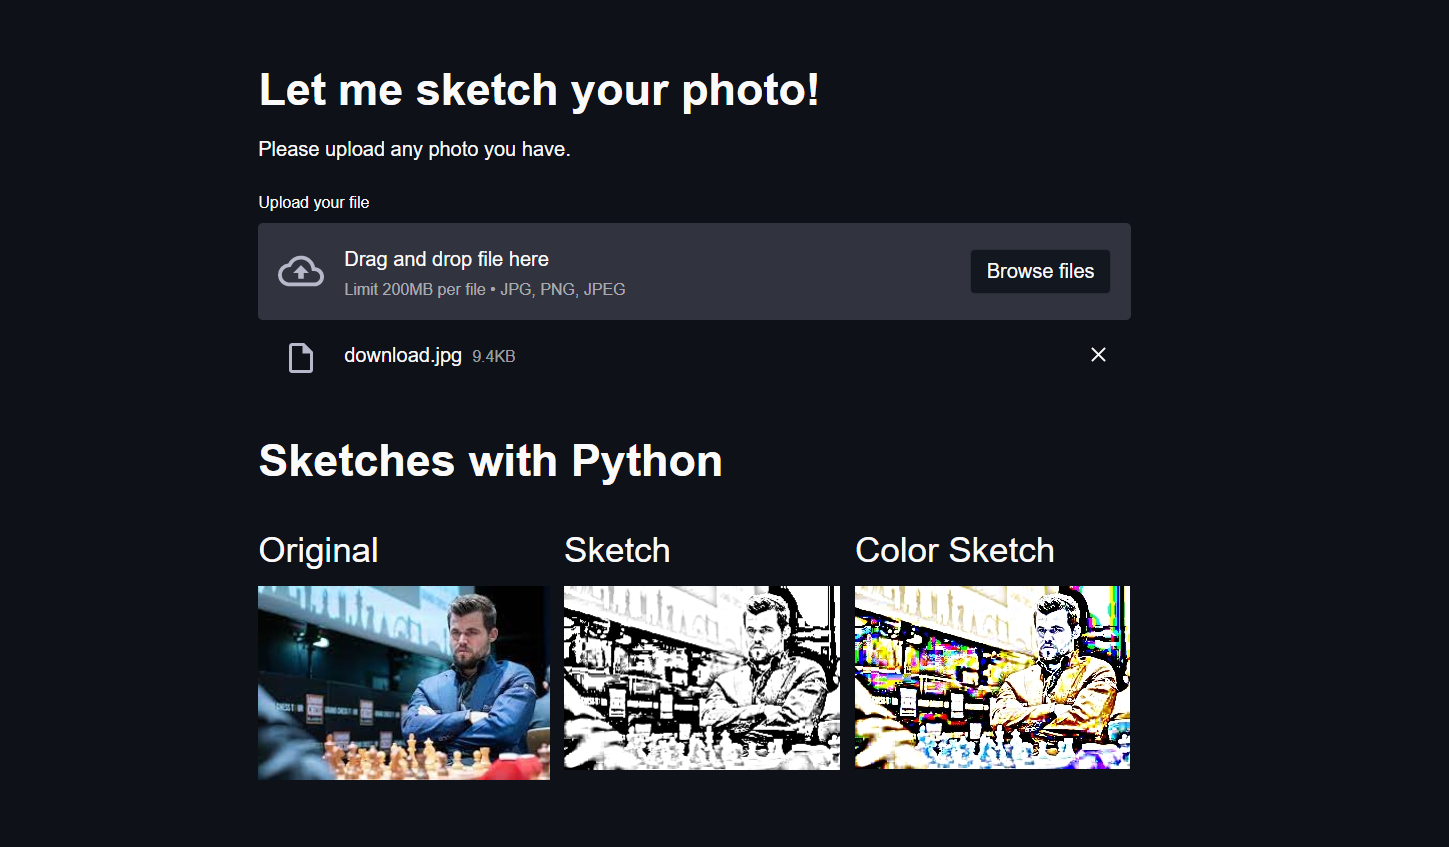 Let me sketch your photo!
Please upload any photo you have.
Upload your file
Drag and drop file here
Limit 200MB per file • JPG, PNG, JPEG
Browse files
download.jpg 9.4KB
Sketches with Python
Original
Sketch
Color Sketch